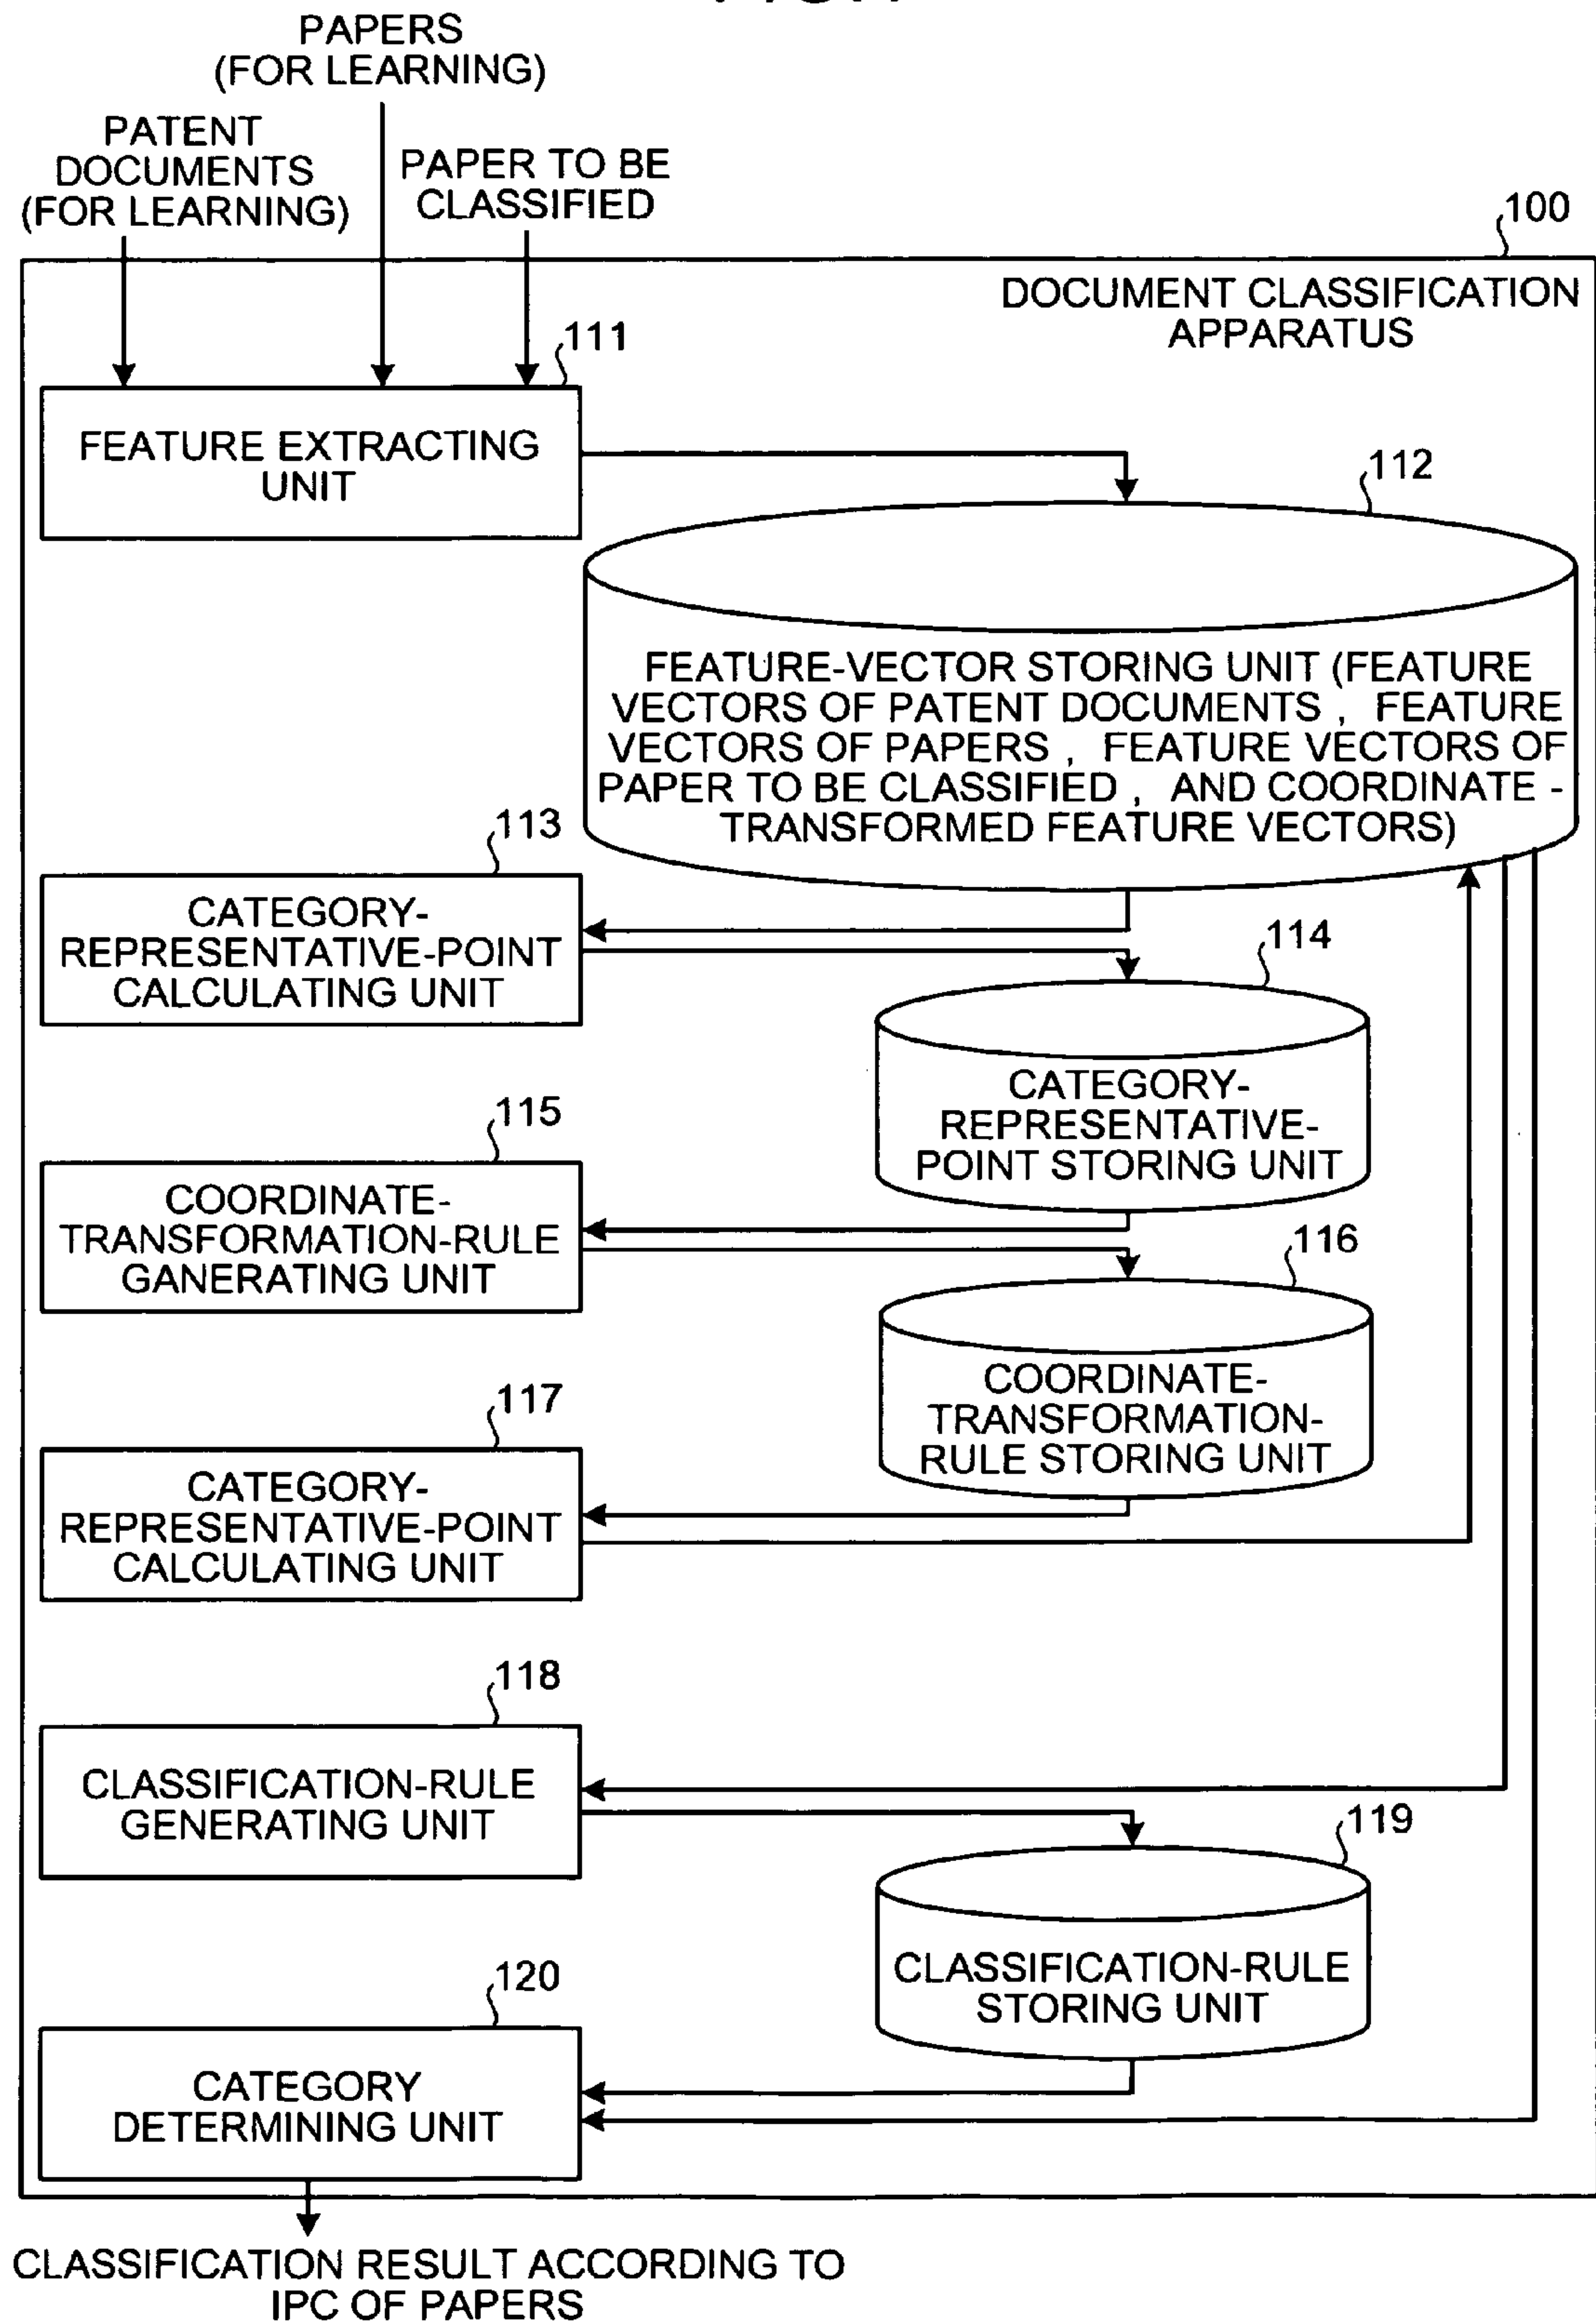 PAPERS
(FOR LEARNING)
PATENT
DOCUMENTS
(FOR LEARNING)
PAPER TO BE
CLASSIFIED
100
DOCUMENT CLASSIFICATION
APPARATUS
111
FEATURE EXTRACTING
UNIT
112
FEATURE-VECTOR STORING UNIT (FEATURE
VECTORS OF PATENT DOCUMENTS , FEATURE
VECTORS OF PAPERS , FEATURE VECTORS OF
PAPER TO BE CLASSIFIED , AND COORDINATE -
TRANSFORMED FEATURE VECTORS)
113
CATEGORY-
REPRESENTATIVE-POINT
CALCULATING UNIT
114
CATEGORY-
REPRESENTATIVE-
POINT STORING UNIT
115
COORDINATE-
TRANSFORMATION-RULE
GANERATING UNIT
116
COORDINATE-
TRANSFORMATION-
RULE STORING UNIT
117
CATEGORY-
REPRESENTATIVE-POINT
CALCULATING UNIT
118
CLASSIFICATION-RULE
GENERATING UNIT
119
CLASSIFICATION-RULE
STORING UNIT
120
CATEGORY
DETERMINING UNIT
CLASSIFICATION RESULT ACCORDING TO
IPC OF PAPERS